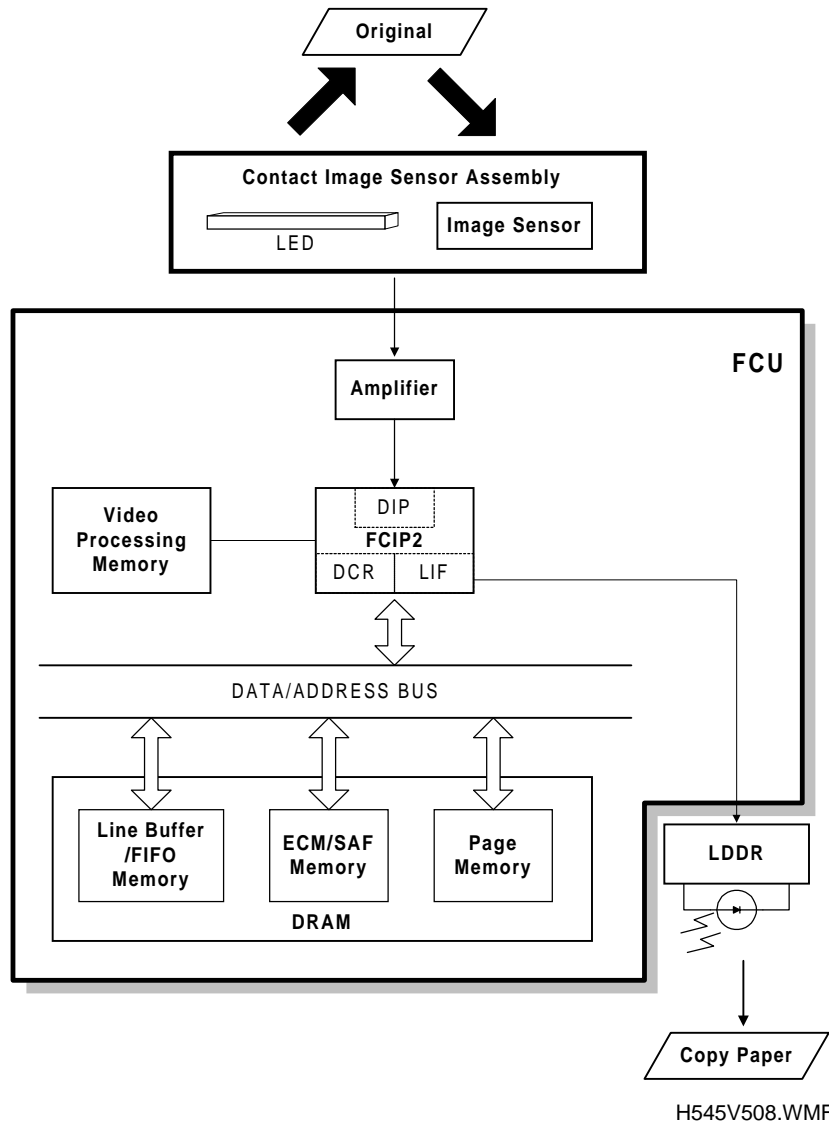 Original
Contact Image Sensor Assembly
Image Sensor
LED
FCU
Amplifier
Video
Processing
Memory
DIP
FCIP2
DCR
LIF
DATA/ADDRESS BUS
Line Buffer
/FIFO
Memory
ECM/SAF
Memory
Page
Memory
DRAM
LDDR
Copy Paper
H545V508.WMF